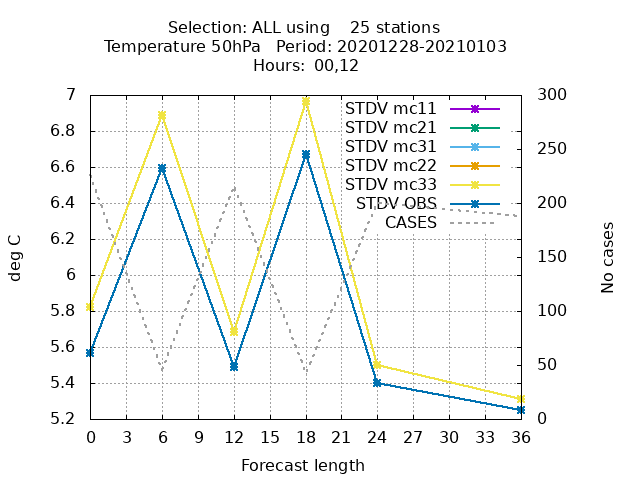 Selection: ALL using    25 stations
Temperature 50hPa   Period: 20201228-20210103
Hours: 00,12
7
6.8
6.6
6.4
6.2
6
5.8
5.6
5.4
5.2
deg C
STDV mc11
STDV mc21
STDV mc31
STDV mc22
STDV mc33
STDV OBS
CASES
300
250
200
150
100
50
0
No cases
0 3 6 9 12 15 18 21 24 27 30 33 36
Forecast length